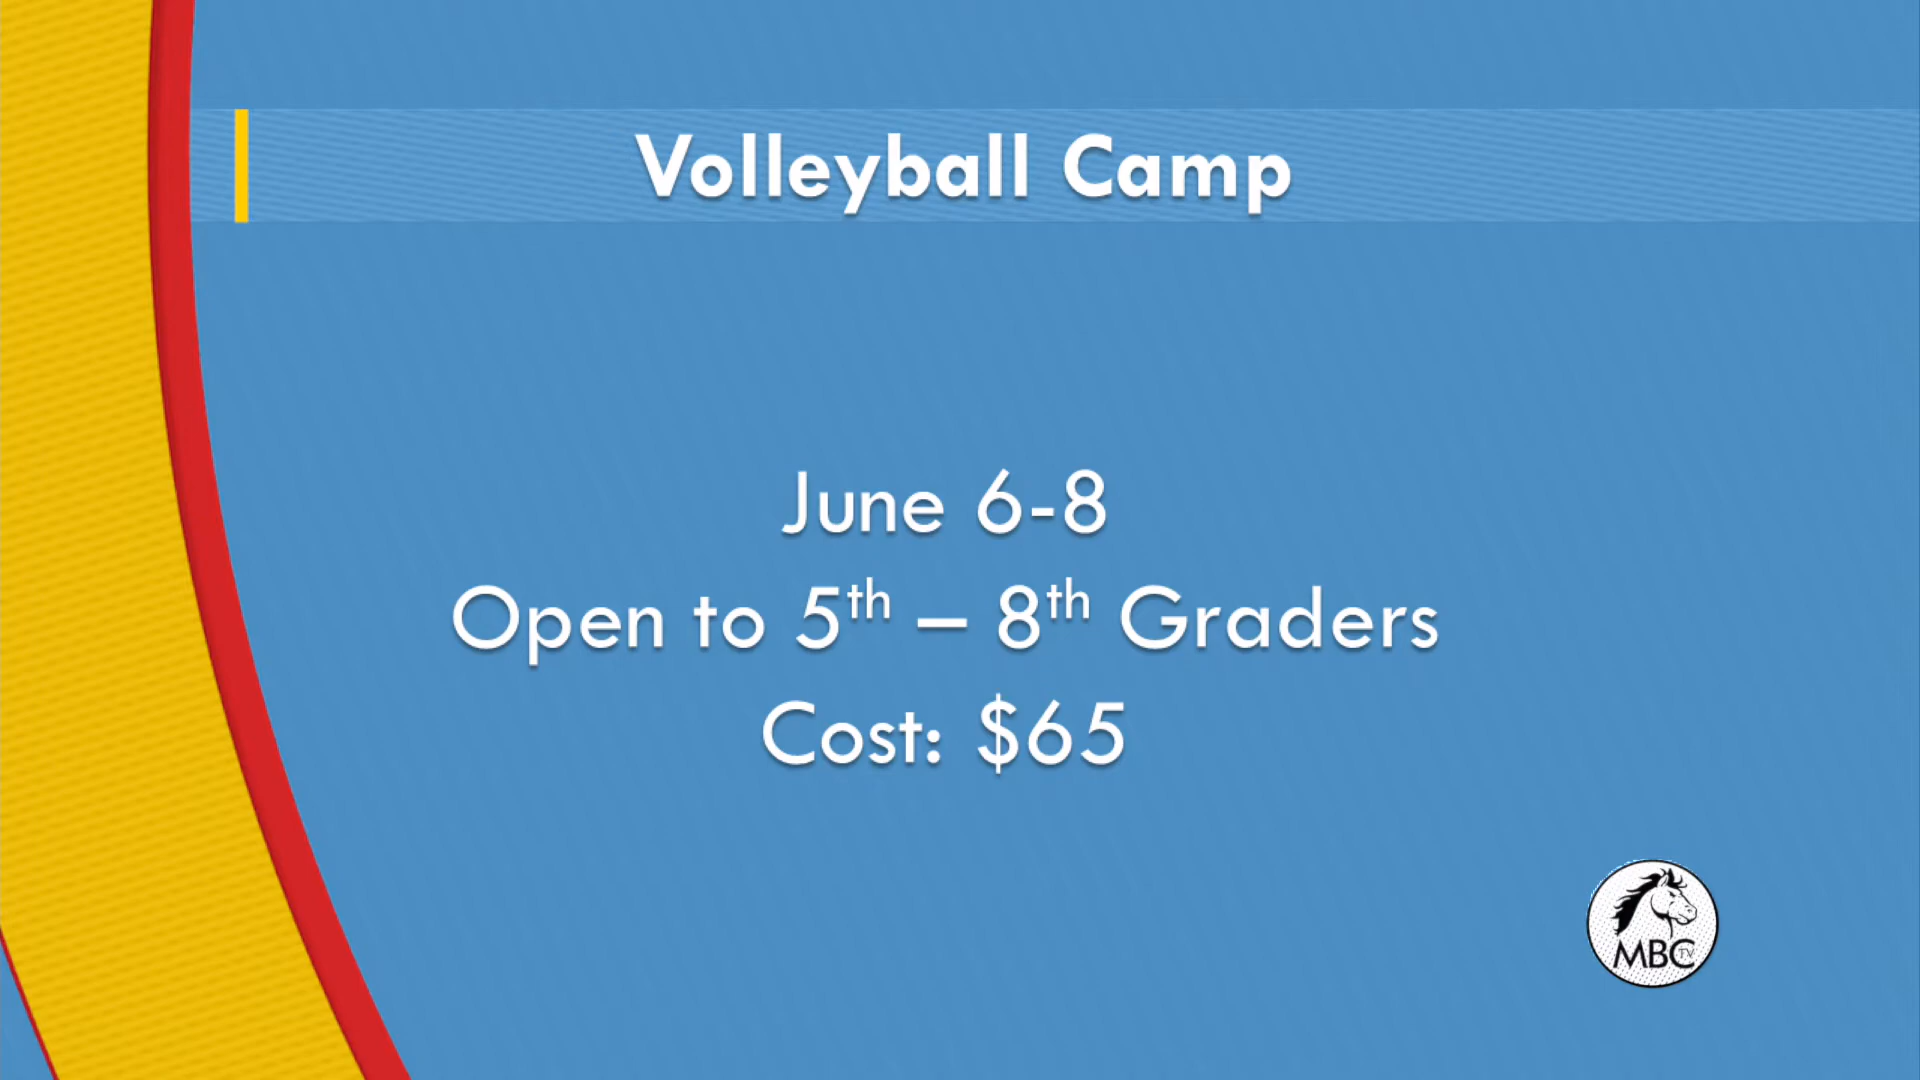 Volleyball Camp
June 6-8
Open to 5th – 8th Graders
Cost: $65
MBC
TV